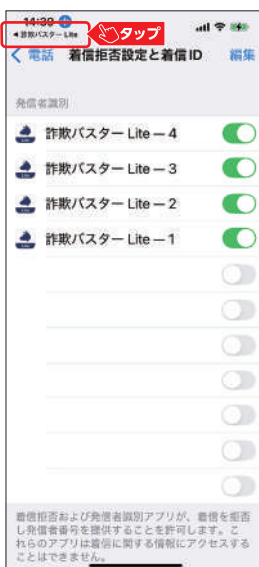 14:39
◀詐欺バスター Lite
タップ
電話 着信拒否設定と着信ID 編集
発信者識別
詐欺バスター Lite — 4
詐欺バスター Lite — 3
詐欺バスター Lite — 2
詐欺バスター Lite — 1
着信拒否および発信者識別アプリが、着信を拒否
し発信者番号を提供することを許可します。こ
れらのアプリは着信に関する情報にアクセスする
ことはできません。